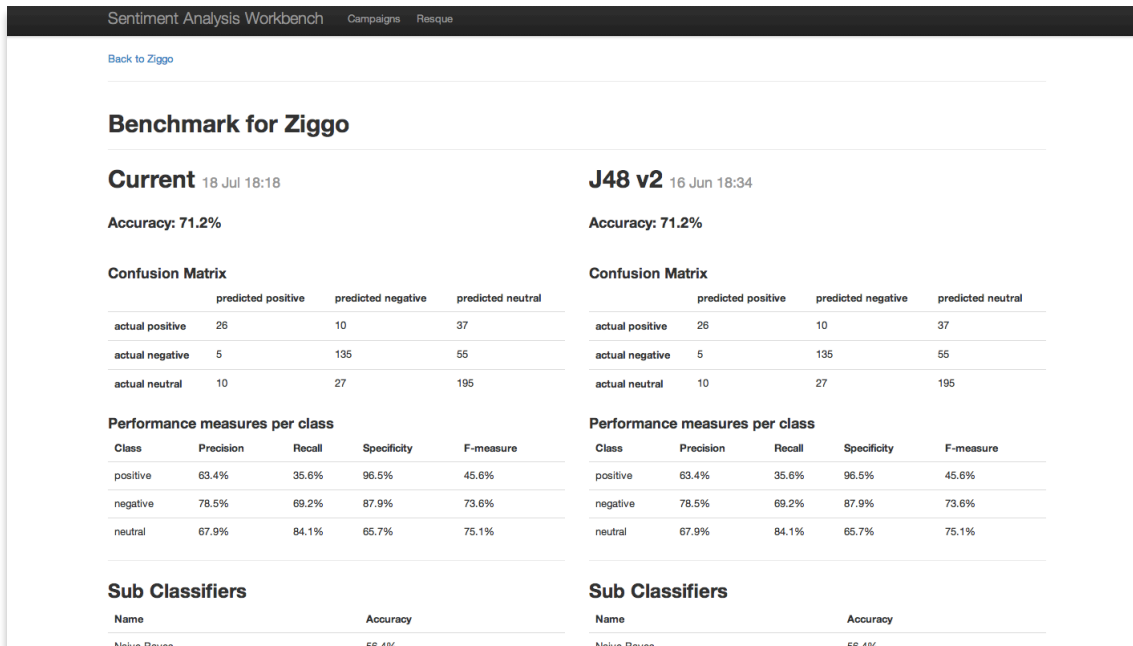 Sentiment Analysis Workbench Campaigns Resque
Back to Ziggo
Benchmark for Ziggo
Current 18 Jul 18:18
Accuracy: 71.2%
Confusion Matrix
predicted positive predicted negative predicted neutral
actual positive 26 10 37
actual negative 5 135 55
actual neutral 10 27 195
Performance measures per class
Class Precision Recall Specificity F-measure
positive 63.4% 35.6% 96.5% 45.6%
negative 78.5% 69.2% 87.9% 73.6%
neutral 67.9% 84.1% 65.7% 75.1%
Sub Classifiers
Name Accuracy
Naive Bayes 56.4%
J48 v2 16 Jun 18:34
Accuracy: 71.2%
Confusion Matrix
predicted positive predicted negative predicted neutral
actual positive 26 10 37
actual negative 5 135 55
actual neutral 10 27 195
Performance measures per class
Class Precision Recall Specificity F-measure
positive 63.4% 35.6% 96.5% 45.6%
negative 78.5% 69.2% 87.9% 73.6%
neutral 67.9% 84.1% 65.7% 75.1%
Sub Classifiers
Name Accuracy
Naive Bayes 56.4%